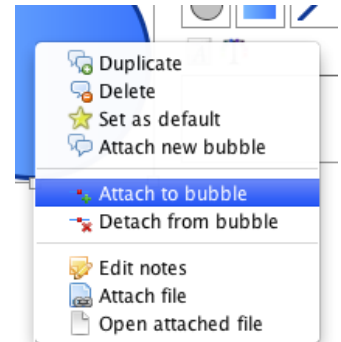 Duplicate
Delete
Set as default
Attach new bubble
Attach to bubble
Detach from bubble
Edit notes
Attach file
Open attached file